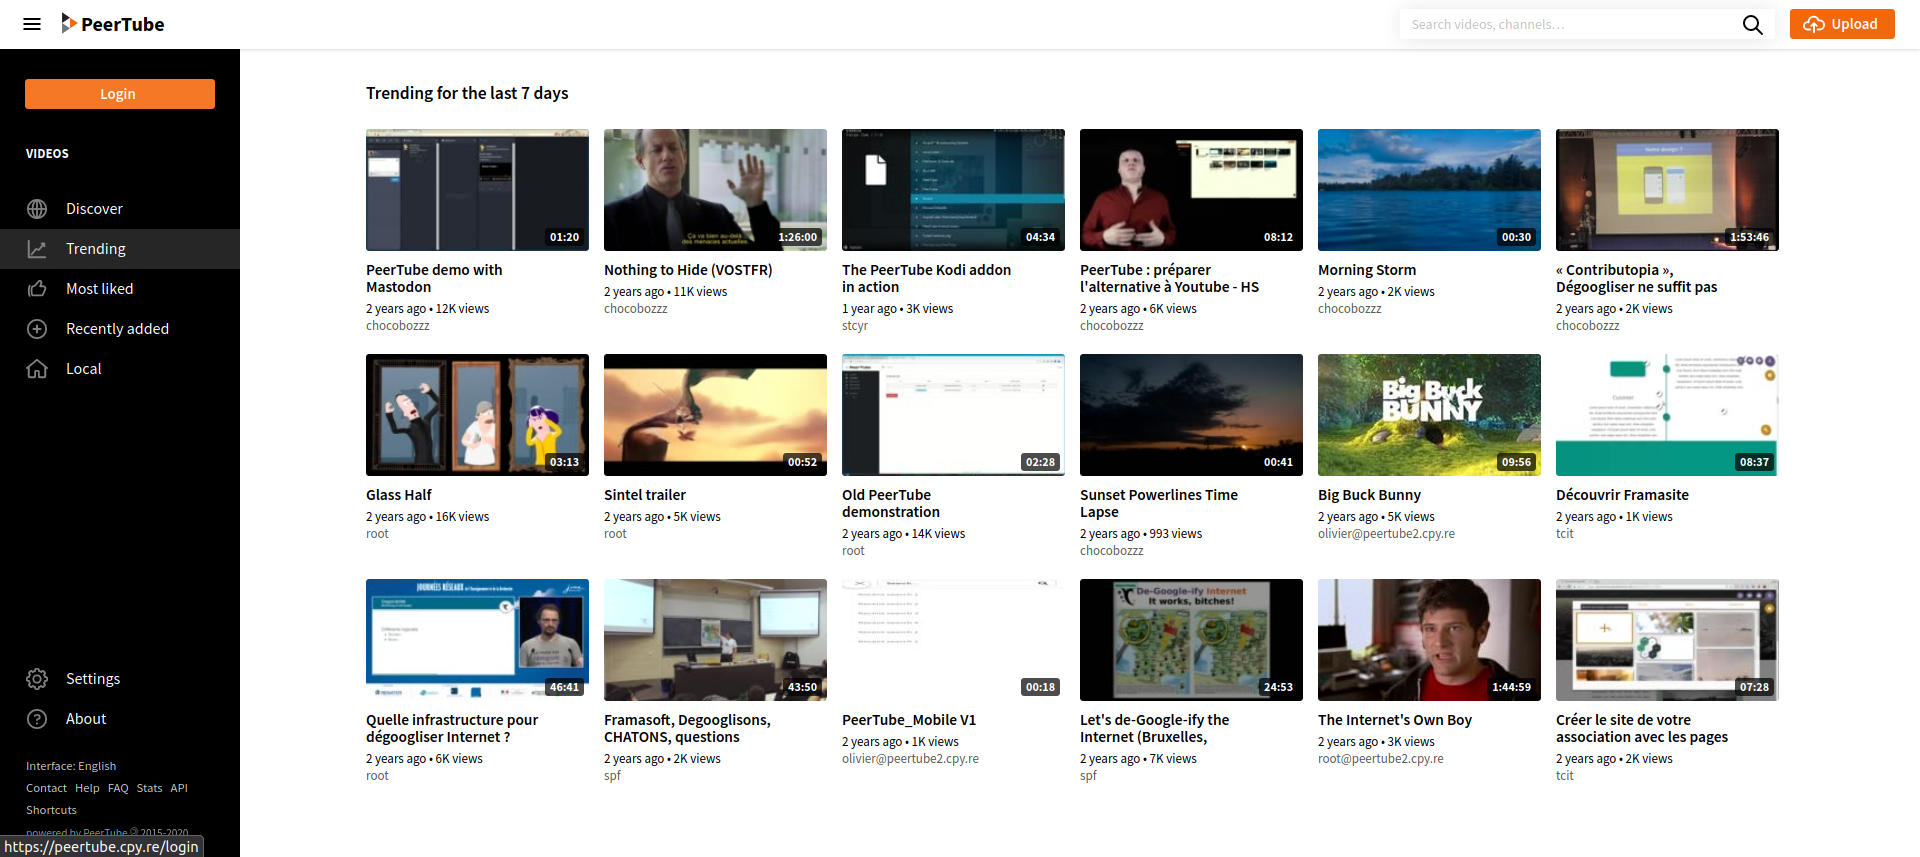 PeerTube
Search videos, channels...
Upload
Login
VIDEOS
Discover
Trending
Most liked
Recently added
Local
Settings
About
Interface: English
Contact Help FAQ Stats API
Shortcuts
powered by PeerTube © 2015-2020
https://peertube.cpy.re/login
Trending for the last 7 days
01:20
PeerTube demo with
Mastodon
2 years ago • 12K views
chocobozzz
Ça va bien au-delà
des menaces actuelles.
1:26:00
Nothing to Hide (VOSTFR)
2 years ago • 11K views
chocobozzz
04:34
The PeerTube Kodi addon
in action
1 year ago • 3K views
stcyr
08:12
PeerTube : préparer
l'alternative à Youtube - HS
2 years ago • 6K views
chocobozzz
00:30
Morning Storm
2 years ago • 2K views
chocobozzz
1:53:46
« Contributopia »,
Dégoogliser ne suffit pas
2 years ago • 2K views
chocobozzz
03:13
Glass Half
2 years ago • 16K views
root
00:52
Sintel trailer
2 years ago • 5K views
root
02:28
Old PeerTube
demonstration
2 years ago • 14K views
root
00:41
Sunset Powerlines Time
Lapse
2 years ago • 993 views
chocobozzz
Big Buck
BUNNY
09:56
Big Buck Bunny
2 years ago • 5K views
olivier@peertube2.cpy.re
08:37
Découvrir Framasite
2 years ago • 1K views
tcit
JOURNÉES RÉSEAUX
46:41
Quelle infrastructure pour
dégoogliser Internet ?
2 years ago • 6K views
root
43:50
Framasoft, Degooglisons,
CHATONS, questions
2 years ago • 2K views
spf
00:18
PeerTube_Mobile V1
2 years ago • 1K views
olivier@peertube2.cpy.re
De-Google-ify Internet
It works, bitches!
24:53
Let's de-Google-ify the
Internet (Bruxelles,
2 years ago • 7K views
spf
1:44:59
The Internet's Own Boy
2 years ago • 3K views
root@peertube2.cpy.re
07:28
Créer le site de votre
association avec les pages
2 years ago • 2K views
tcit